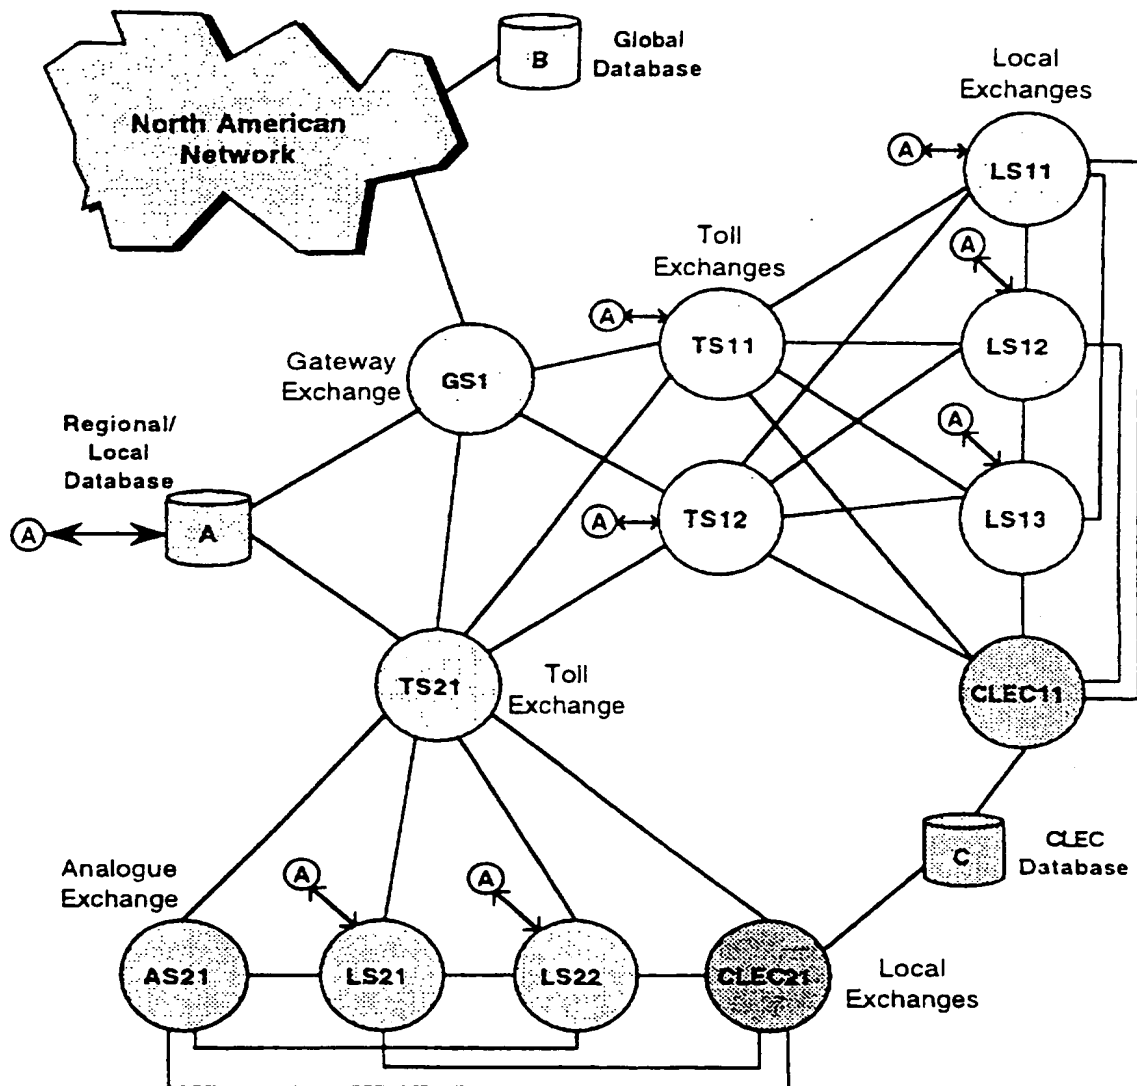 Global
Database
B
North American
Network
Local
Exchanges
A
LS11
Toll
Exchanges
A
A
TS11
LS12
Gateway
Exchange
GS1
Regional/
Local
Database
A
A
A
A
TS12
LS13
TS21
Toll
Exchange
CLEC11
C
CLEC
Database
Analogue
Exchange
A
A
AS21
LS21
LS22
CLEC21
Local
Exchanges